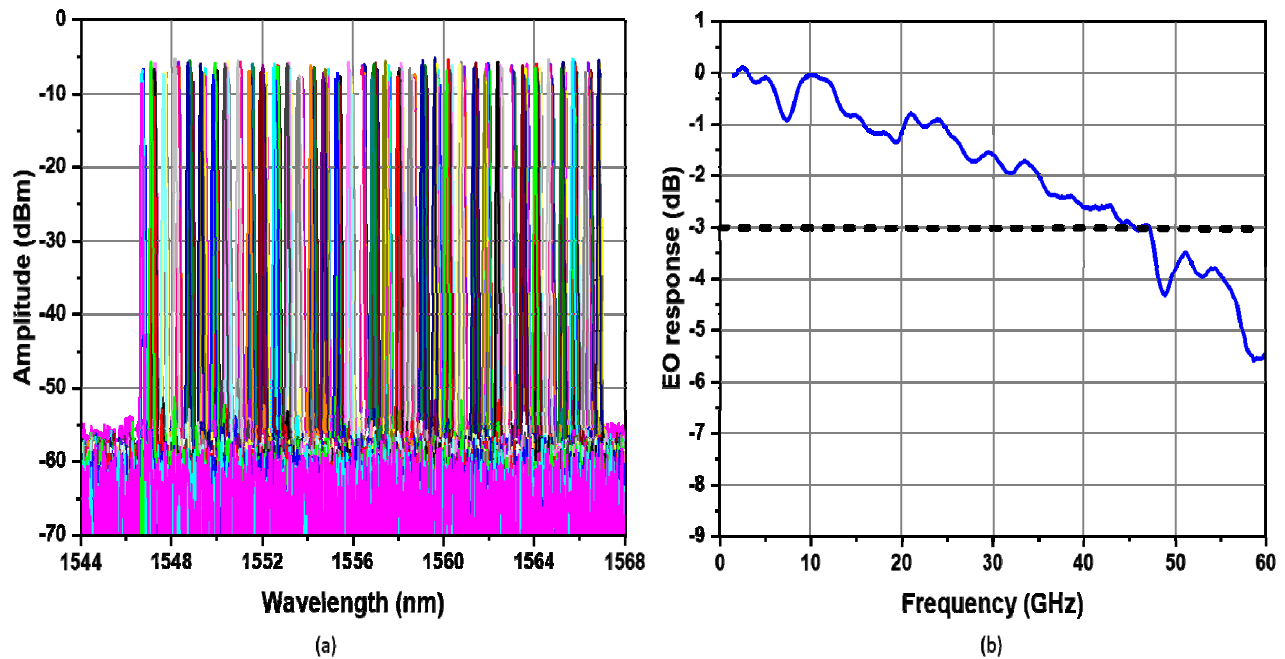 0
-10
-20
-30
-40
-50
-60
-70
Amplitude (dBm)
1544 1548 1552 1556 1560 1564 1568
Wavelength (nm)
(a)
1
0
-1
-2
-3
-4
-5
-6
-7
-8
-9
EO response (dB)
0 10 20 30 40 50 60
Frequency (GHz)
(b)